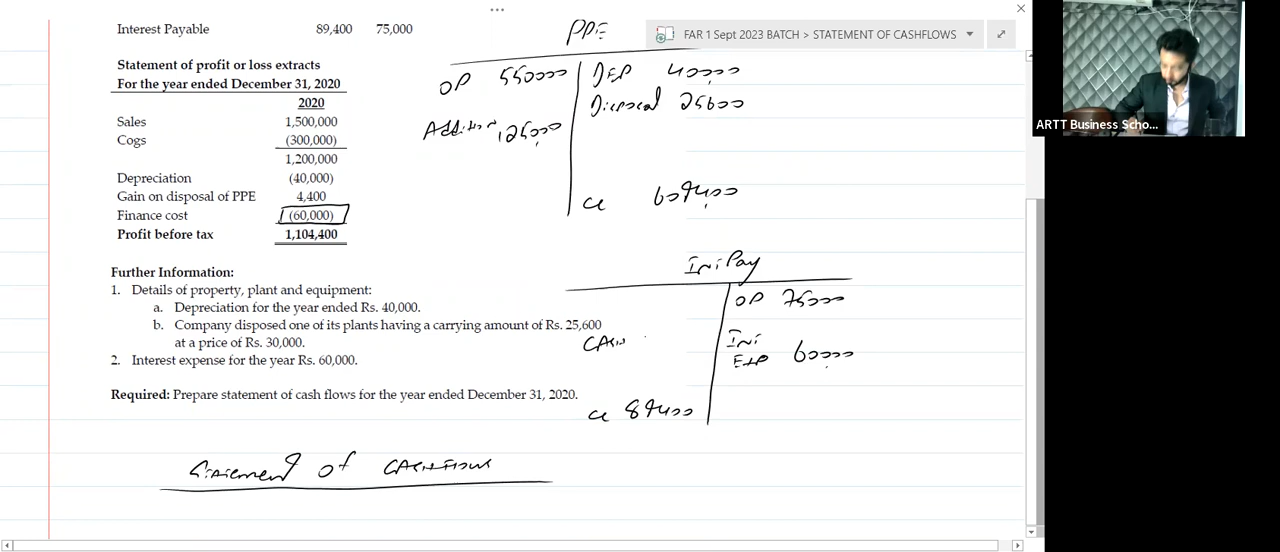 Interest Payable 89,400 75,000
PPE
FAR 1 Sept 2023 BATCH > STATEMENT OF CASHFLOWS
Statement of profit or loss extracts
For the year ended December 31, 2020
2020
Sales 1,500,000
Cogs (300,000)
1,200,000
Depreciation (40,000)
Gain on disposal of PPE 4,400
Finance cost (60,000)
Profit before tax 1,104,400
OP 550000 DEP 40,000
Disposal 25600
Addition 125,000
Cl 609400
ARTT Business Scho...
Further Information:
1. Details of property, plant and equipment:
a. Depreciation for the year ended Rs. 40,000.
b. Company disposed one of its plants having a carrying amount of Rs. 25,600
at a price of Rs. 30,000.
2. Interest expense for the year Rs. 60,000.
Required: Prepare statement of cash flows for the year ended December 31, 2020.
Int Pay
OP 75000
CASH
Int
EXP 60000
Cl 89400
Statement of CASHFLOWS